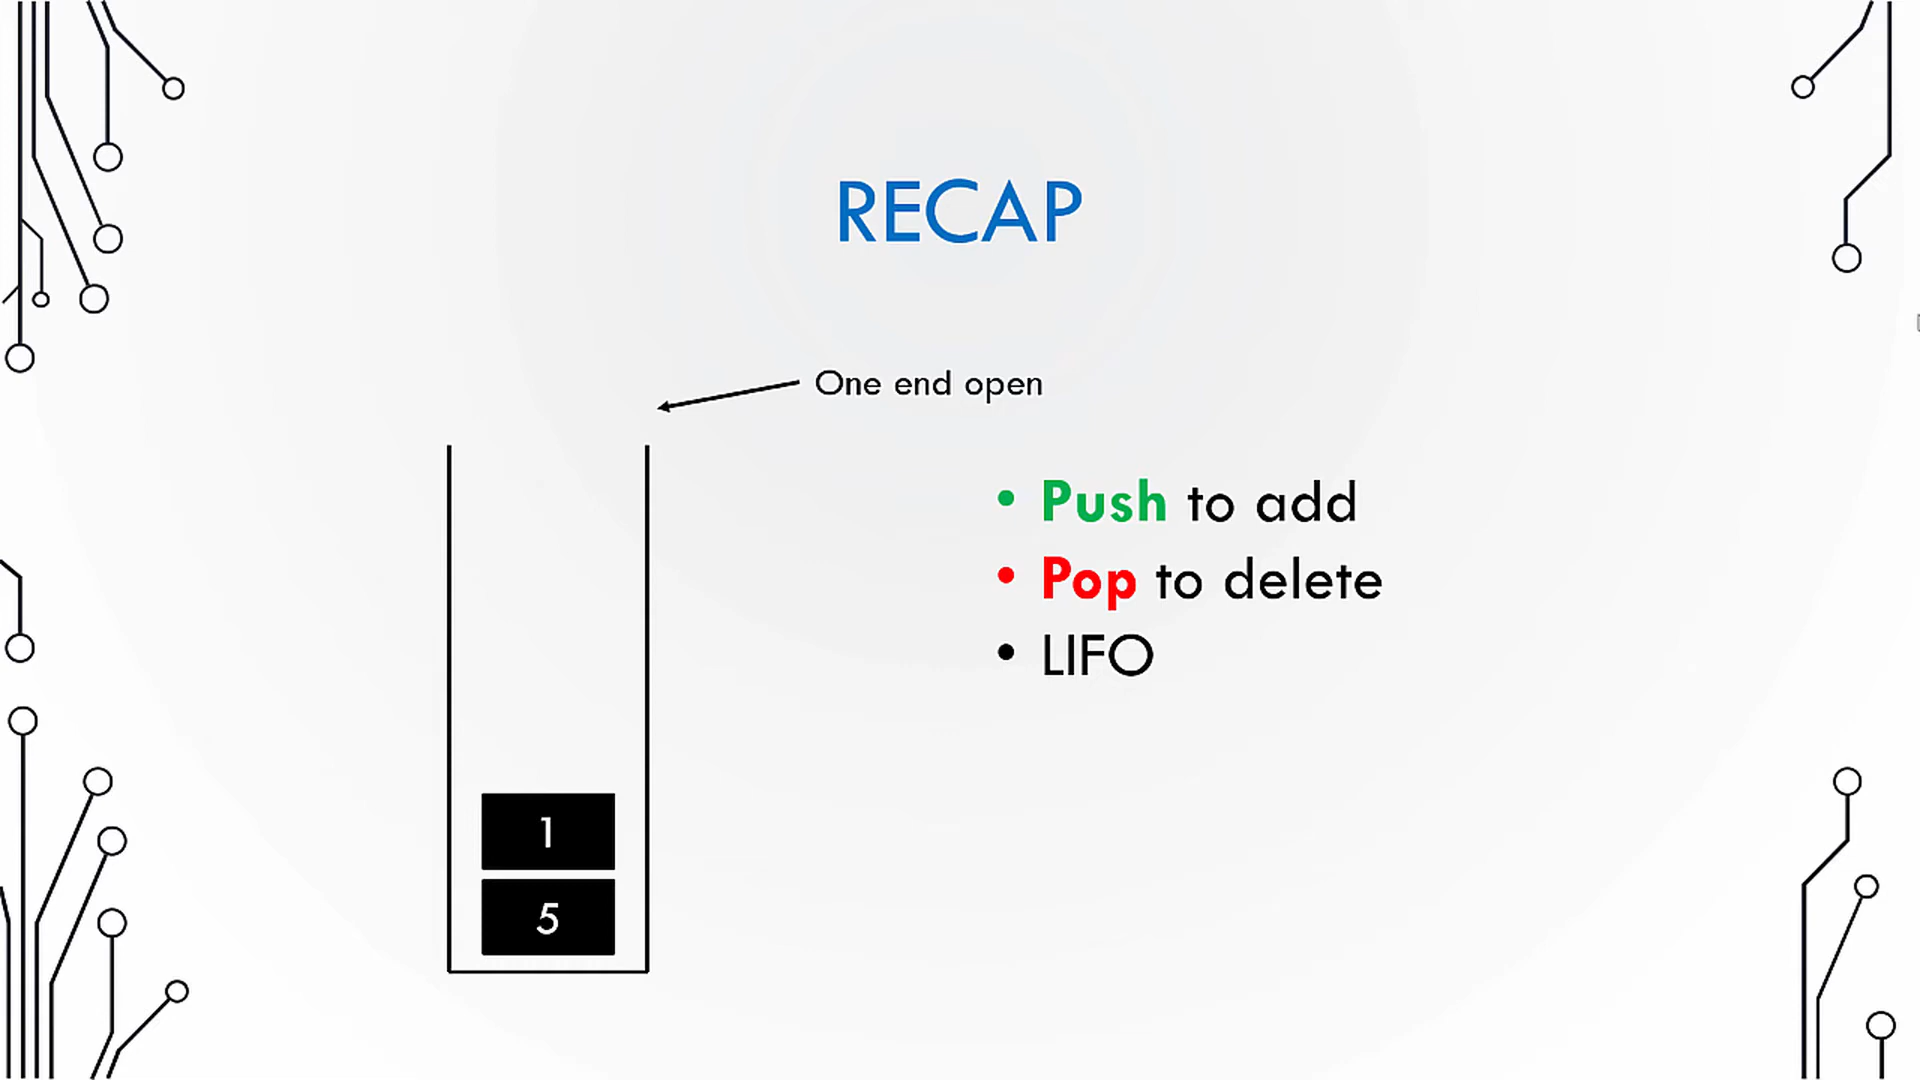 RECAP
One end open
• Push to add
• Pop to delete
• LIFO
1
5